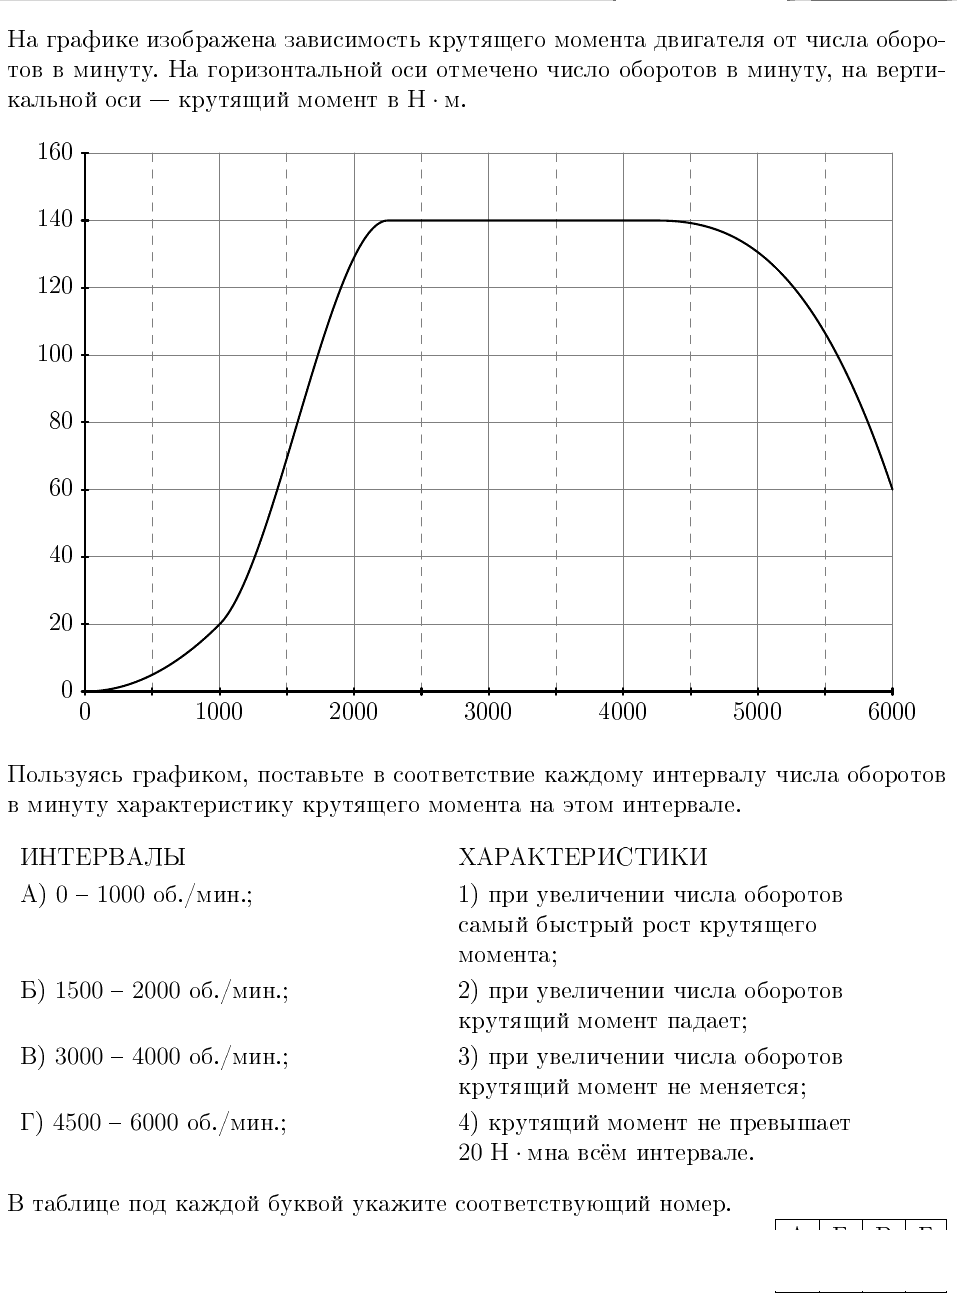 На графике изображена зависимость крутящего момента двигателя от числа оборо-
тов в минуту. На горизонтальной оси отмечено число оборотов в минуту, на верти-
кальной оси — крутящий момент в Н · м.
160
140
120
100
80
60
40
20
0
0 1000 2000 3000 4000 5000 6000
Пользуясь графиком, поставьте в соответствие каждому интервалу числа оборотов
в минуту характеристику крутящего момента на этом интервале.
ИНТЕРВАЛЫ ХАРАКТЕРИСТИКИ
А) 0 – 1000 об./мин.; 1) при увеличении числа оборотов
самый быстрый рост крутящего
момента;
Б) 1500 – 2000 об./мин.; 2) при увеличении числа оборотов
крутящий момент падает;
В) 3000 – 4000 об./мин.; 3) при увеличении числа оборотов
крутящий момент не меняется;
Г) 4500 – 6000 об./мин.; 4) крутящий момент не превышает
20 Н · мна всём интервале.
В таблице под каждой буквой укажите соответствующий номер.